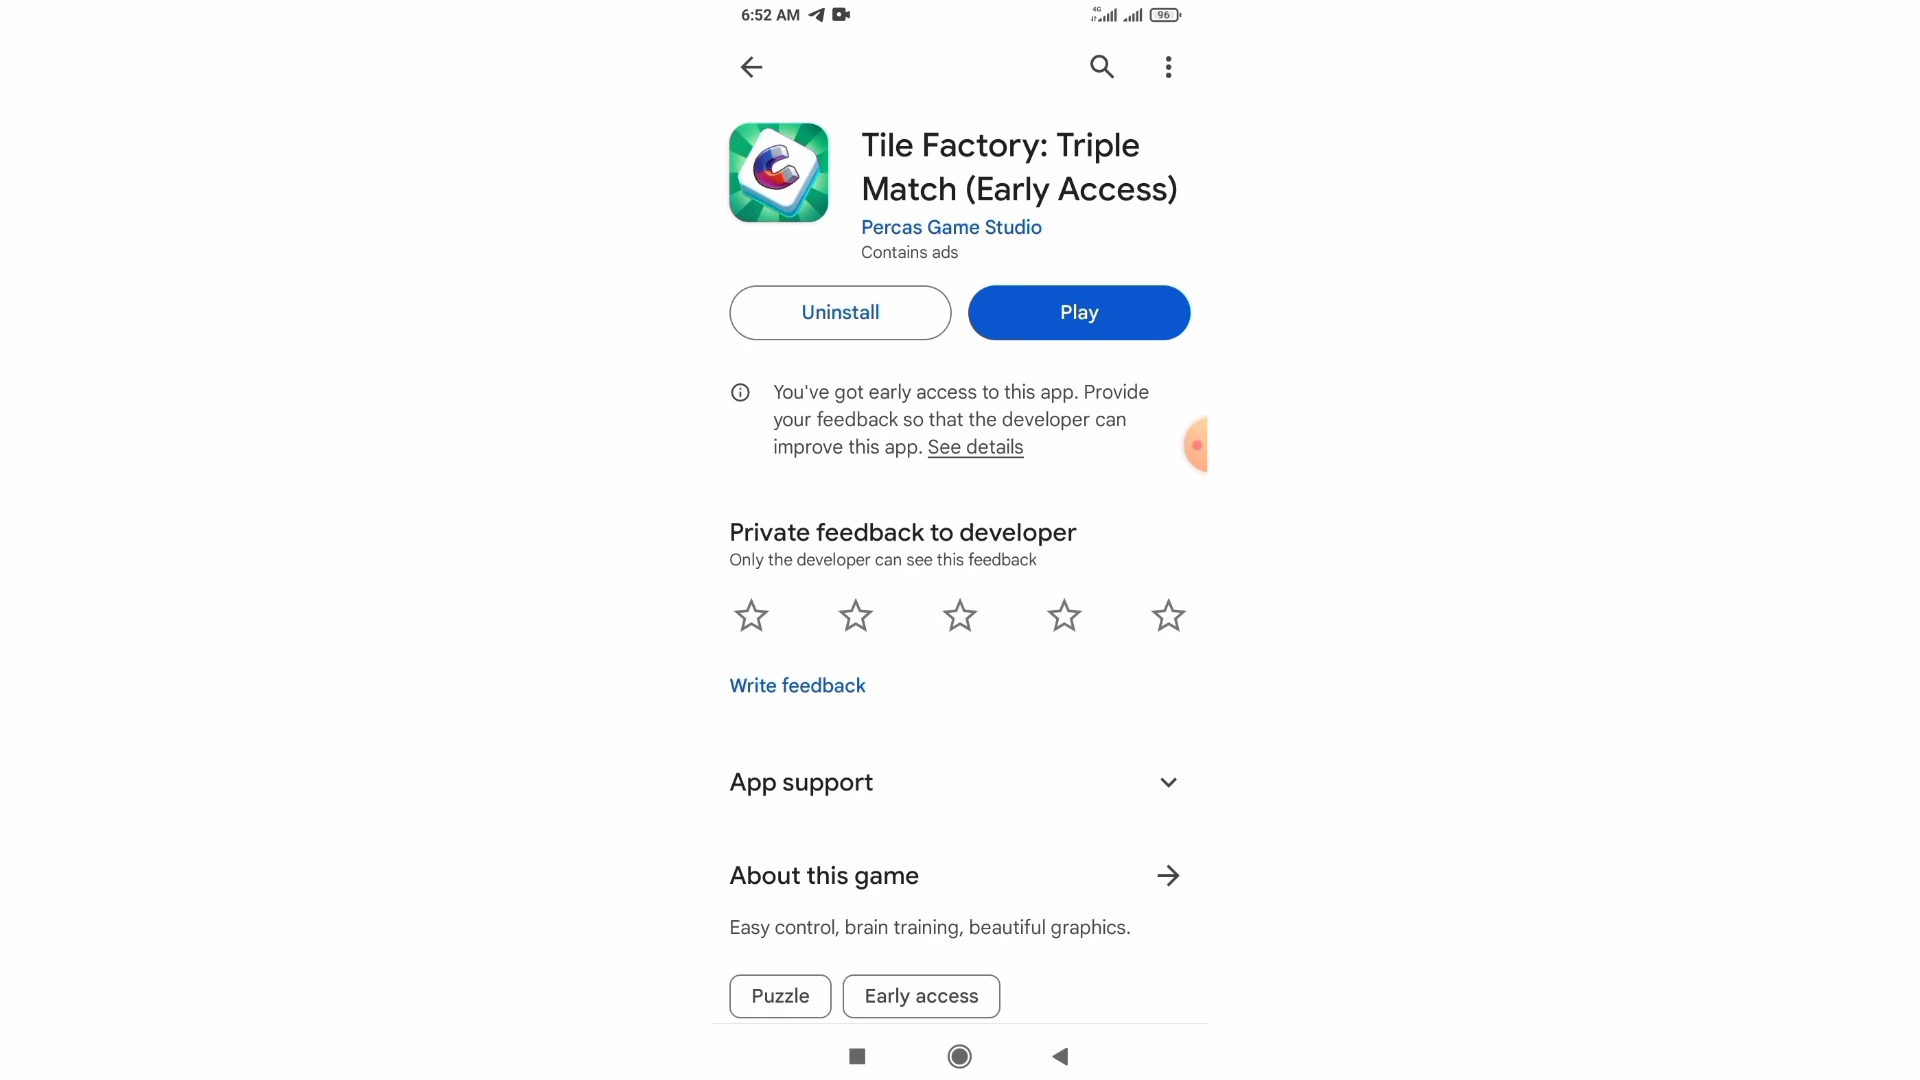 6:52 AM
4G
96
Tile Factory: Triple
Match (Early Access)
Percas Game Studio
Contains ads
Uninstall
Play
You've got early access to this app. Provide
your feedback so that the developer can
improve this app. See details
Private feedback to developer
Only the developer can see this feedback
Write feedback
App support
About this game
Easy control, brain training, beautiful graphics.
Puzzle
Early access